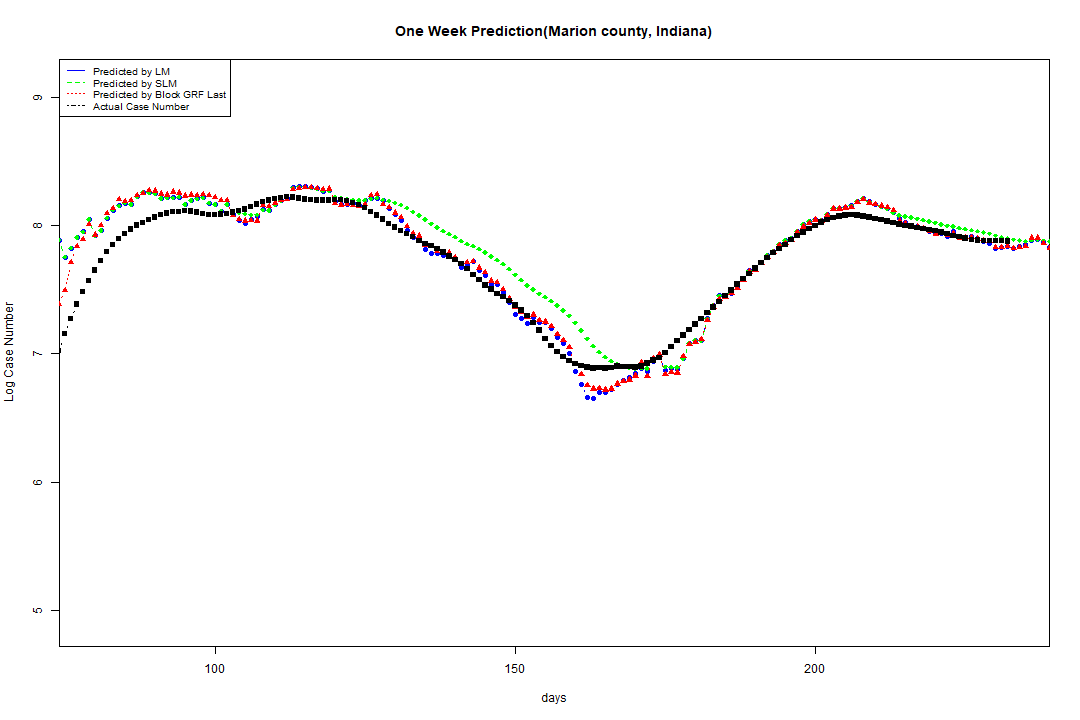 One Week Prediction(Marion county, Indiana)
Predicted by LM
Predicted by SLM
Predicted by Block GRF Last
Actual Case Number
9
8
7
6
5
Log Case Number
100 150 200
days